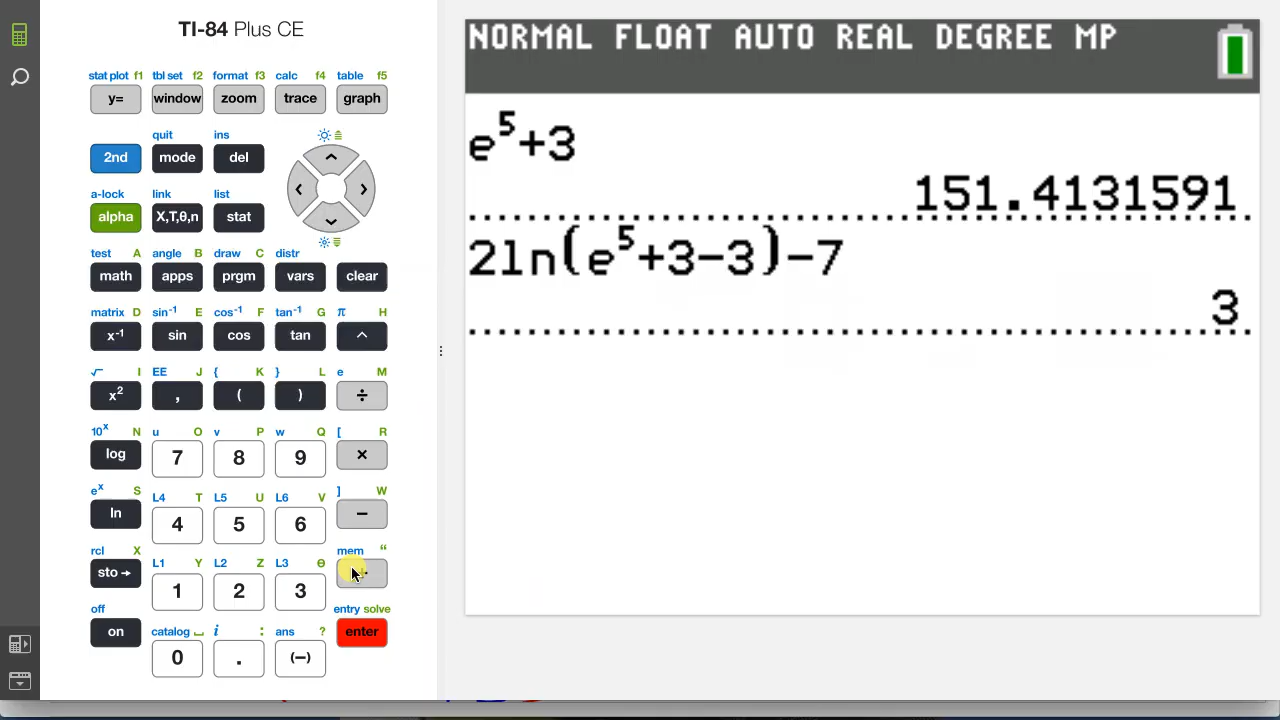 TI-84 Plus CE
NORMAL FLOAT AUTO REAL DEGREE MP
stat plot f1 tbl set f2 format f3 calc f4 table f5
y= window zoom trace graph
quit ins
2nd mode del
a-lock link list
alpha X,T,θ,n stat
test A angle B draw C distr
math apps prgm vars clear
matrix D sin⁻¹ E cos⁻¹ F tan⁻¹ G π H
x⁻¹ sin cos tan ^
√ I EE J { K } L e M
x² , ( ) ÷
10ˣ N u O v P w Q [ R
log 7 8 9 ×
eˣ S L4 T L5 U L6 V ] W
ln 4 5 6 −
rcl X L1 Y L2 Z L3 θ mem “
sto→ 1 2 3
off entry solve
on enter
catalog ⎵ i : ans ?
0 . (−)
e⁵+3
151.4131591
2ln(e⁵+3−3)−7
3